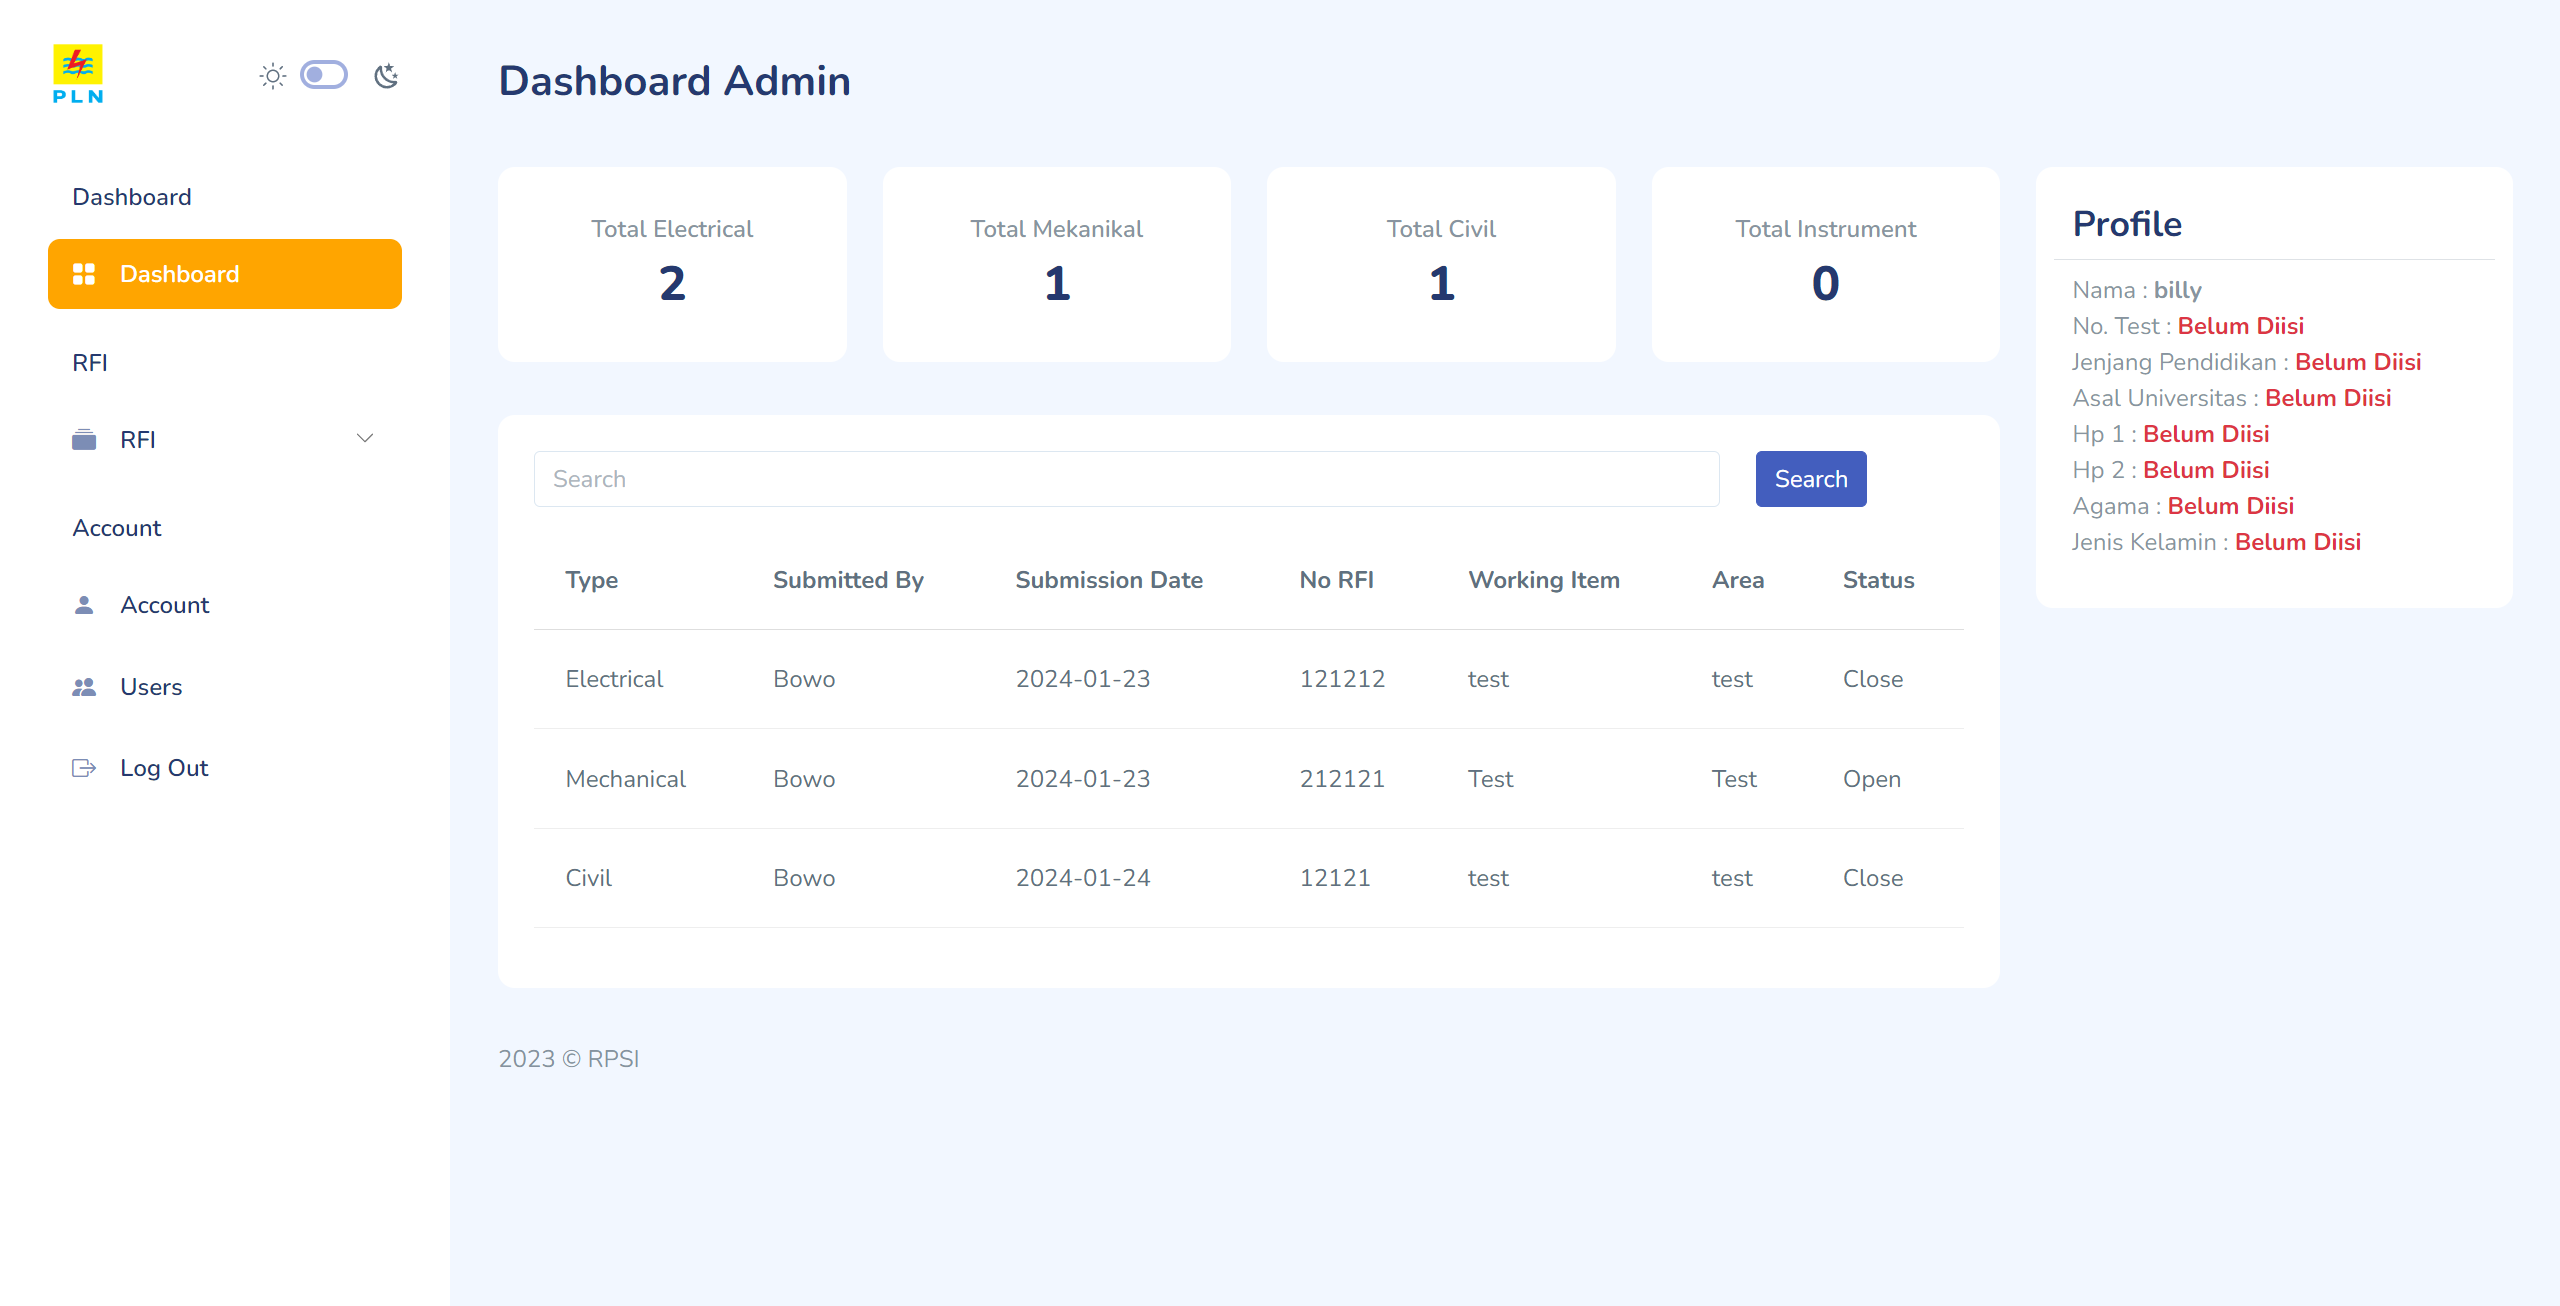 PLN
Dashboard
Dashboard
RFI
RFI
Account
Account
Users
Log Out
Dashboard Admin
Total Electrical
2
Total Mekanikal
1
Total Civil
1
Total Instrument
0
Search
Search
Type Submitted By Submission Date No RFI Working Item Area Status
Electrical Bowo 2024-01-23 121212 test test Close
Mechanical Bowo 2024-01-23 212121 Test Test Open
Civil Bowo 2024-01-24 12121 test test Close
Profile
Nama : billy
No. Test : Belum Diisi
Jenjang Pendidikan : Belum Diisi
Asal Universitas : Belum Diisi
Hp 1 : Belum Diisi
Hp 2 : Belum Diisi
Agama : Belum Diisi
Jenis Kelamin : Belum Diisi
2023 © RPSI